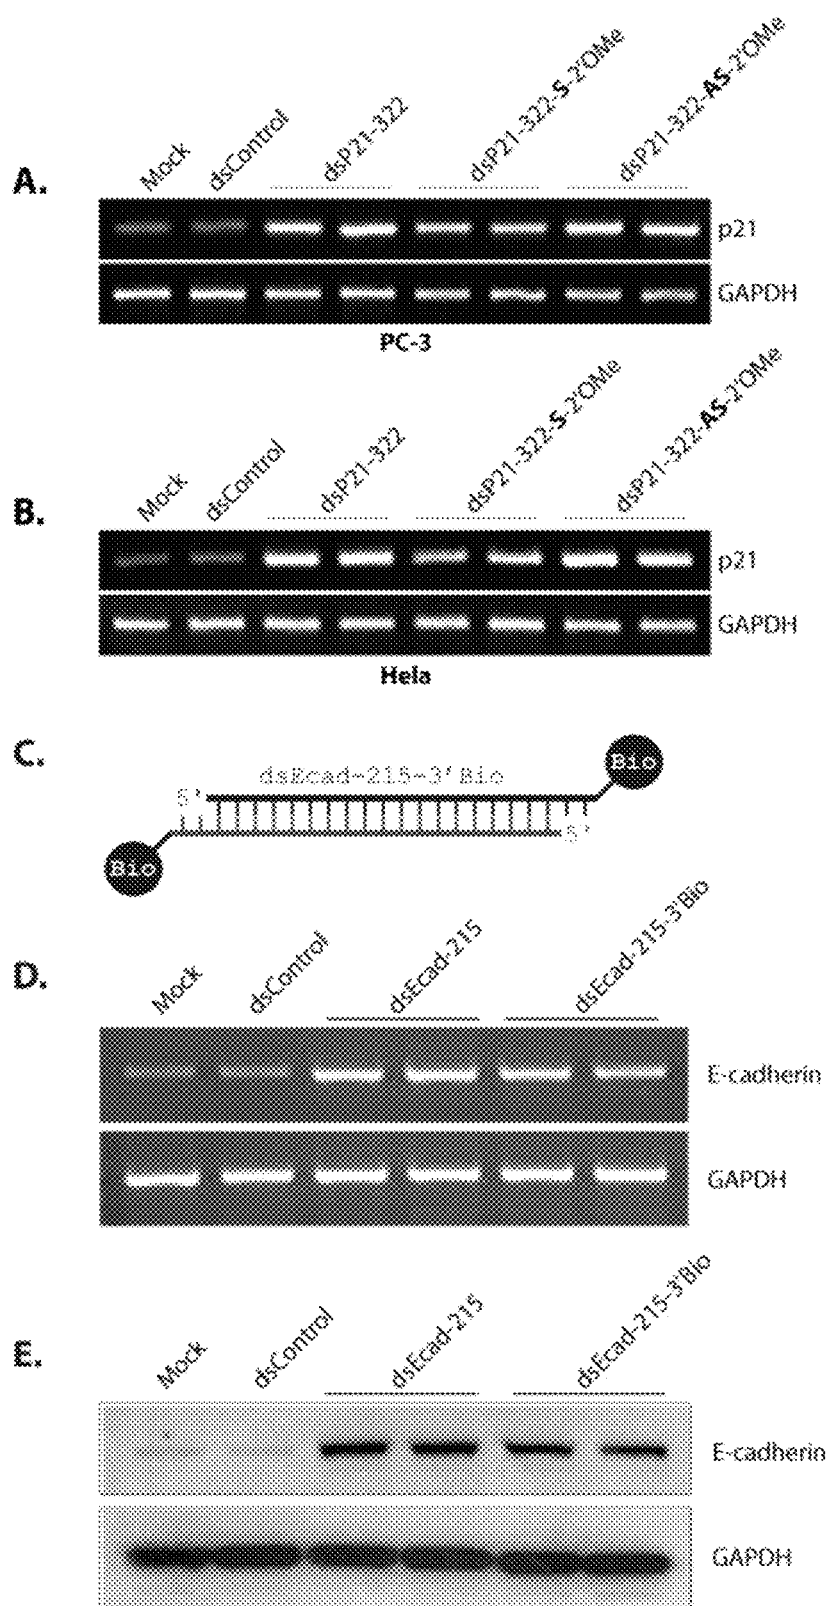 A.
Mock
dsControl
dsP21-322
dsP21-322-S-2'OMe
dsP21-322-AS-2'OMe
p21
GAPDH
PC-3
B.
Mock
dsControl
dsP21-322
dsP21-322-S-2'OMe
dsP21-322-AS-2'OMe
p21
GAPDH
Hela
C.
Bio
dsEcad-215-3'Bio
5'
5'
Bio
D.
Mock
dsControl
dsEcad-215
dsEcad-215-3'Bio
E-cadherin
GAPDH
E.
Mock
dsControl
dsEcad-215
dsEcad-215-3'Bio
E-cadherin
GAPDH